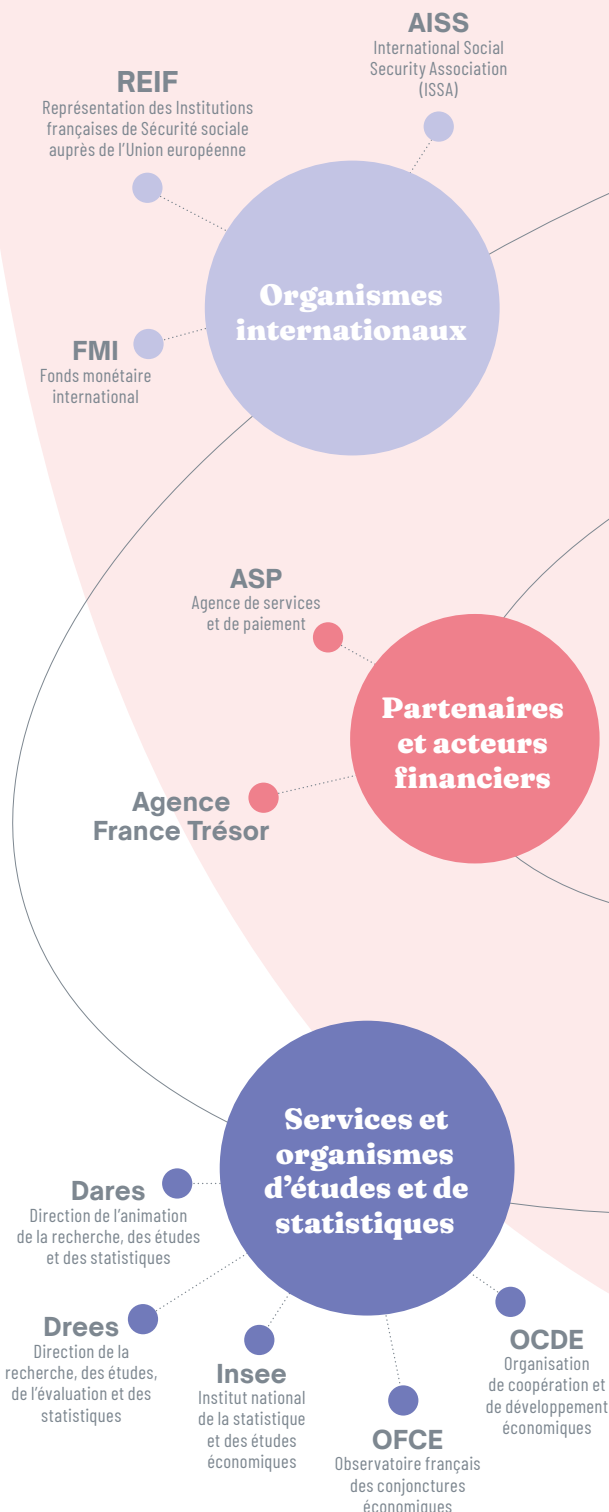 AISS
International Social
Security Association
(ISSA)
REIF
Représentation des Institutions
françaises de Sécurité sociale
auprès de l'Union européenne
Organismes
internationaux
FMI
Fonds monétaire
international
ASP
Agence de services
et de paiement
Partenaires
et acteurs
financiers
Agence
France Trésor
Services et
organismes
d'études et de
statistiques
Dares
Direction de l'animation
de la recherche, des études
et des statistiques
Drees
Direction de la
recherche, des études,
de l'évaluation et des
statistiques
Insee
Institut national
de la statistique
et des études
économiques
OFCE
Observatoire français
des conjonctures
économiques
OCDE
Organisation
de coopération et
de développement
économiques